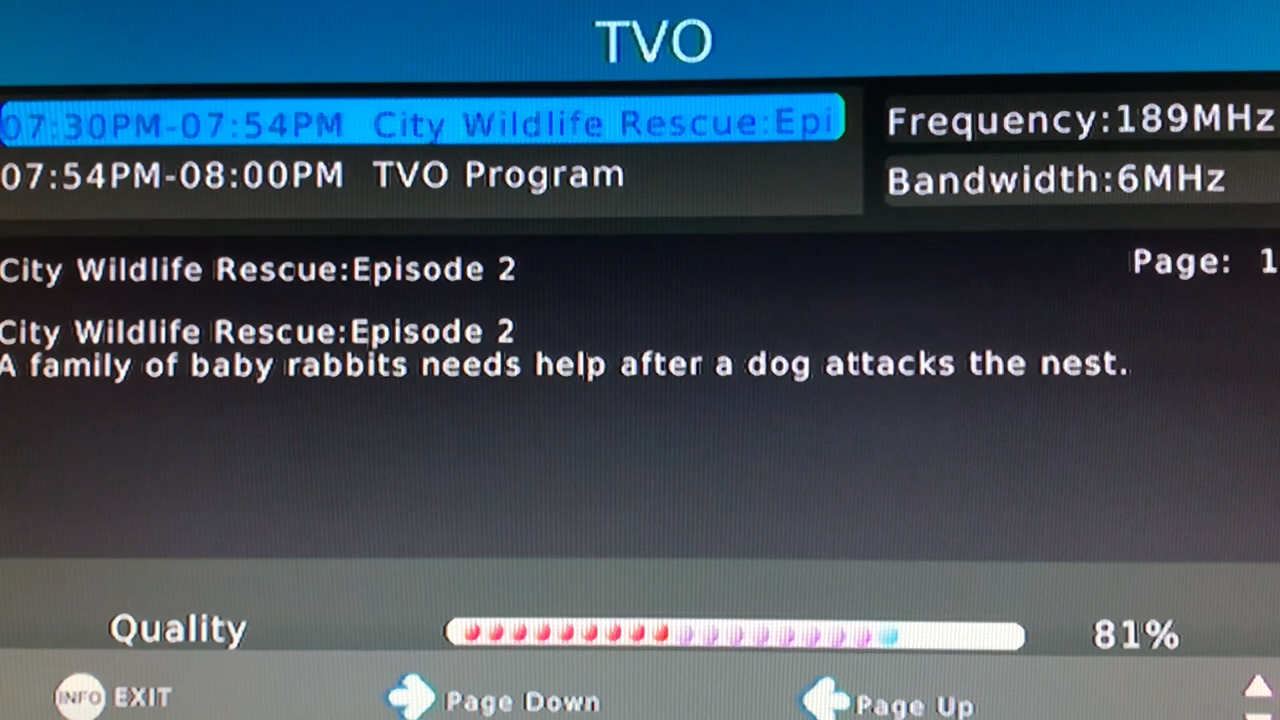 TVO
07:30PM-07:54PM City Wildlife Rescue:Epi
Frequency:189MHz
07:54PM-08:00PM TVO Program
Bandwidth:6MHz
City Wildlife Rescue:Episode 2
Page: 1
City Wildlife Rescue:Episode 2
A family of baby rabbits needs help after a dog attacks the nest.
Quality 81%
INFO EXIT Page Down Page Up